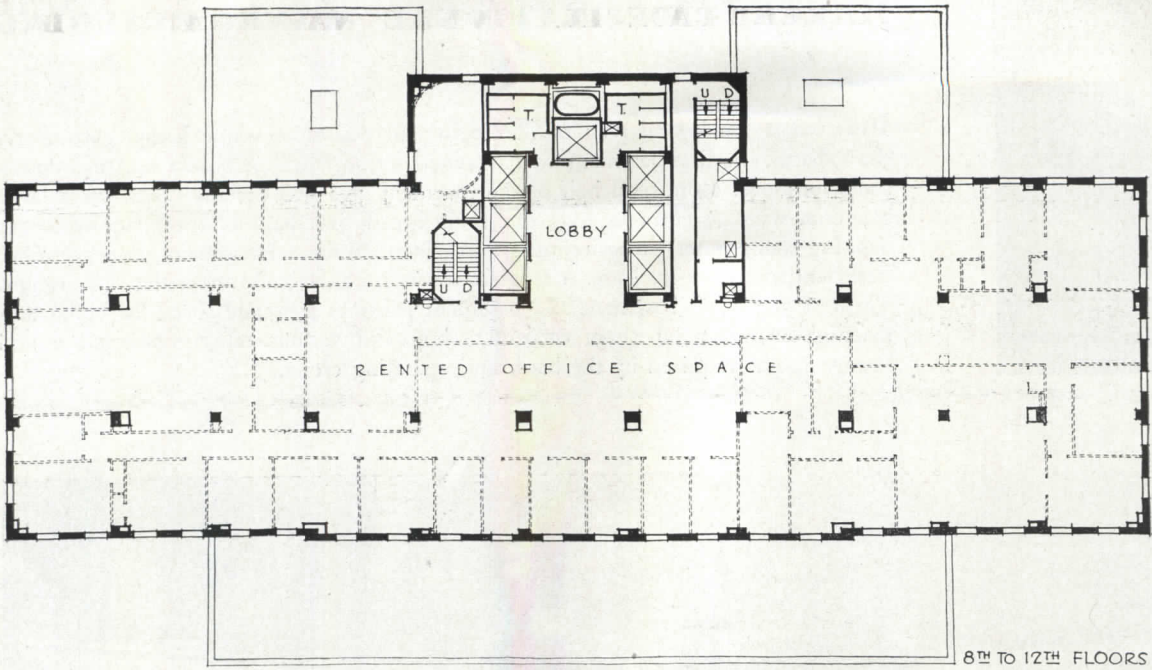 U D
T. T.
LOBBY
U D
RENTED OFFICE SPACE
8TH TO 12TH FLOORS